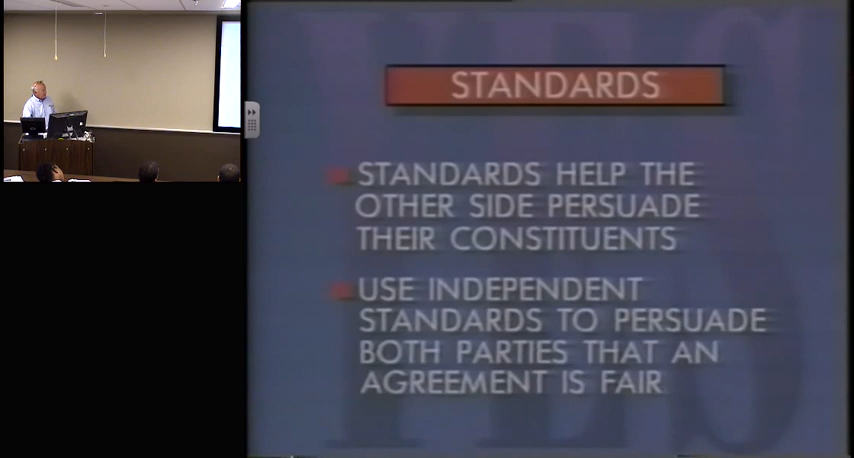 STANDARDS
STANDARDS HELP THE
OTHER SIDE PERSUADE
THEIR CONSTITUENTS
USE INDEPENDENT
STANDARDS TO PERSUADE
BOTH PARTIES THAT AN
AGREEMENT IS FAIR
YES